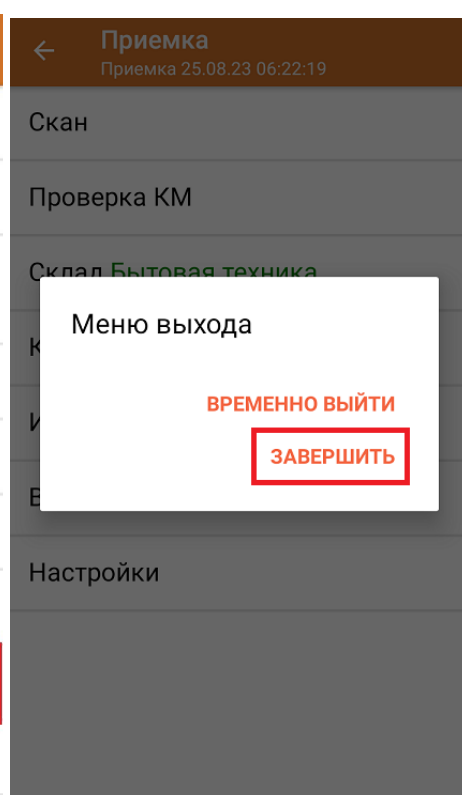 Приемка
Приемка 25.08.23 06:22:19
Скан
Проверка КМ
Склад Бытовая техника
Меню выхода
ВРЕМЕННО ВЫЙТИ
ЗАВЕРШИТЬ
Настройки